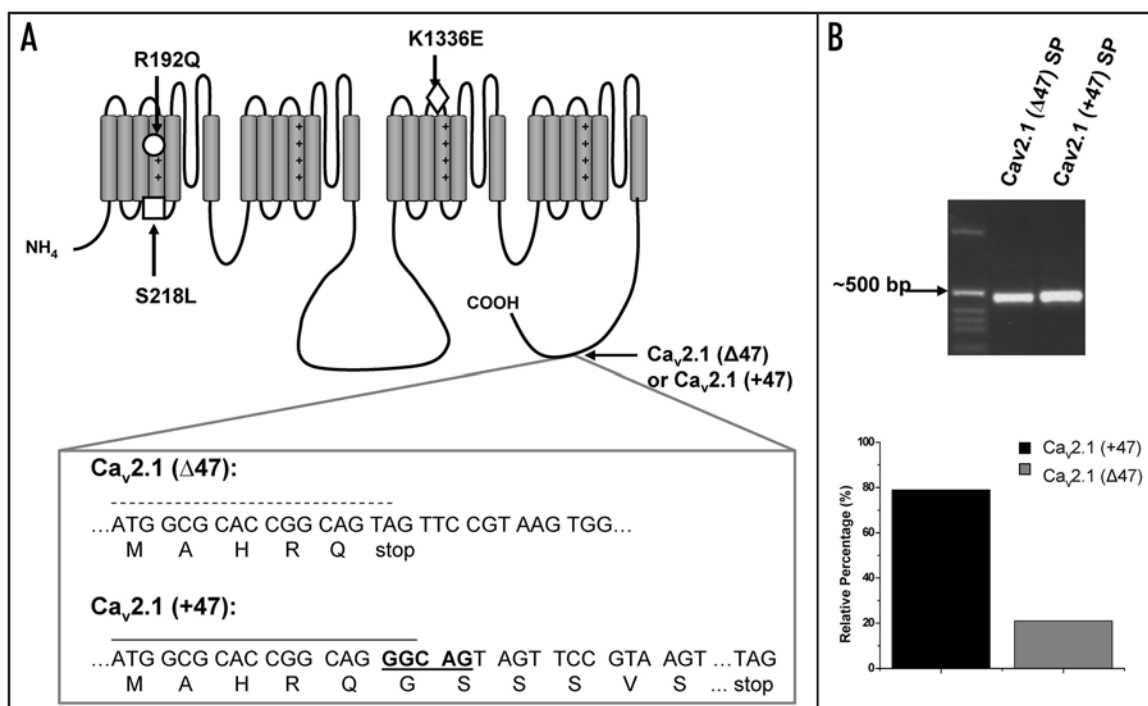 A
R192Q
K1336E
+
+
+
+
+
+
+
+
+
+
+
+
+
+
NH4
S218L
COOH
Cav2.1 (Δ47)
or Cav2.1 (+47)
Cav2.1 (Δ47):
...ATG GCG CAC CGG CAG TAG TTC CGT AAG TGG...
M A H R Q stop
Cav2.1 (+47):
...ATG GCG CAC CGG CAG GGC AGT AGT TCC GTA AGT ...TAG
M A H R Q G S S S V S ... stop
B
Cav2.1 (Δ47) SP
Cav2.1 (+47) SP
~500 bp
Relative Percentage (%)
100
80
60
40
20
0
Cav2.1 (+47)
Cav2.1 (Δ47)